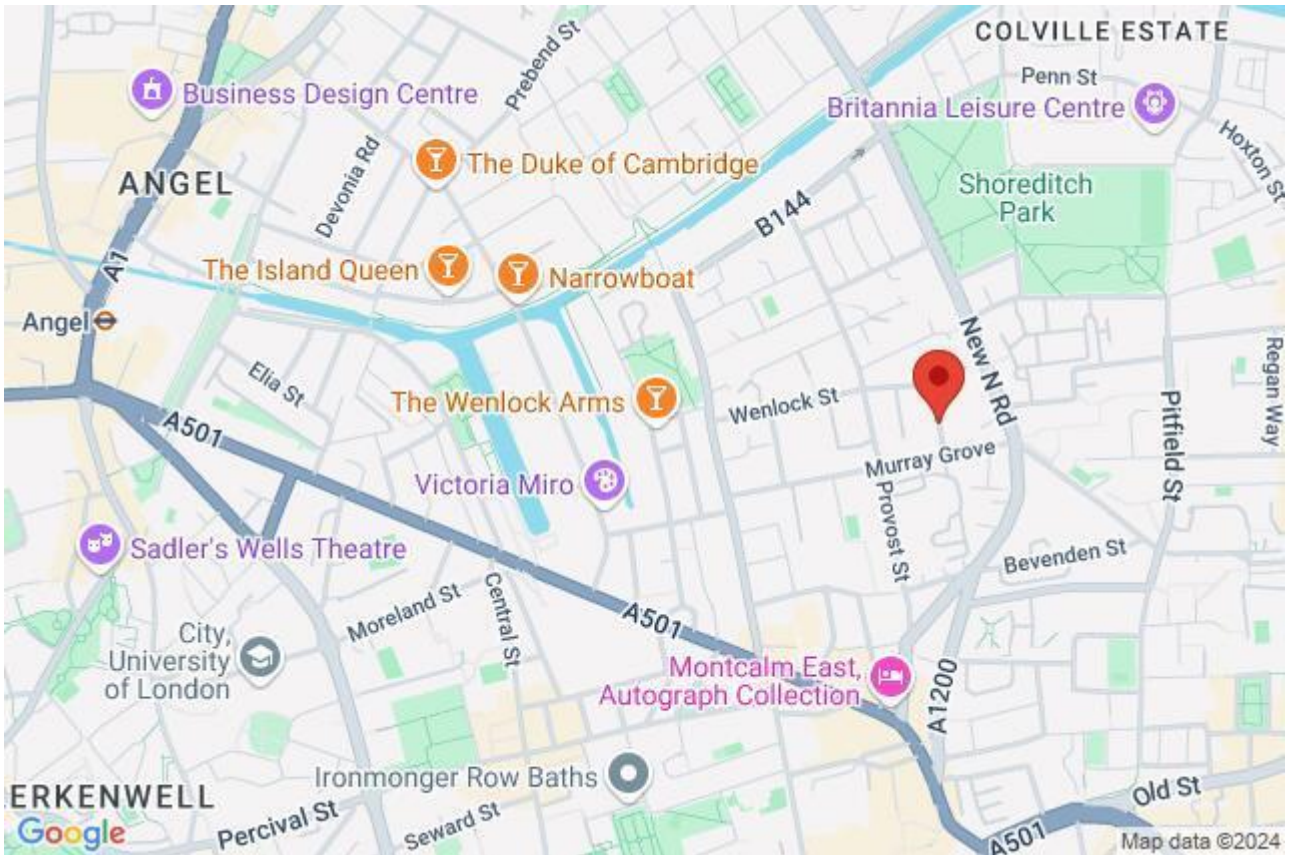 COLVILLE ESTATE
Prebend St
Penn St
Business Design Centre
Britannia Leisure Centre
Hoxton St
Devonia Rd
The Duke of Cambridge
ANGEL
Shoreditch
Park
B144
A1
The Island Queen
Narrowboat
Angel
New N Rd
Regan Way
Elia St
The Wenlock Arms
Wenlock St
Pitfield St
A501
Murray Grove
Victoria Miro
Provost St
Sadler's Wells Theatre
Bevenden St
Moreland St
Central St
A501
City,
University
of London
Montcalm East,
Autograph Collection
A1200
Ironmonger Row Baths
Old St
ERKENWELL
Percival St
Seward St
A501
Google
Map data ©2024